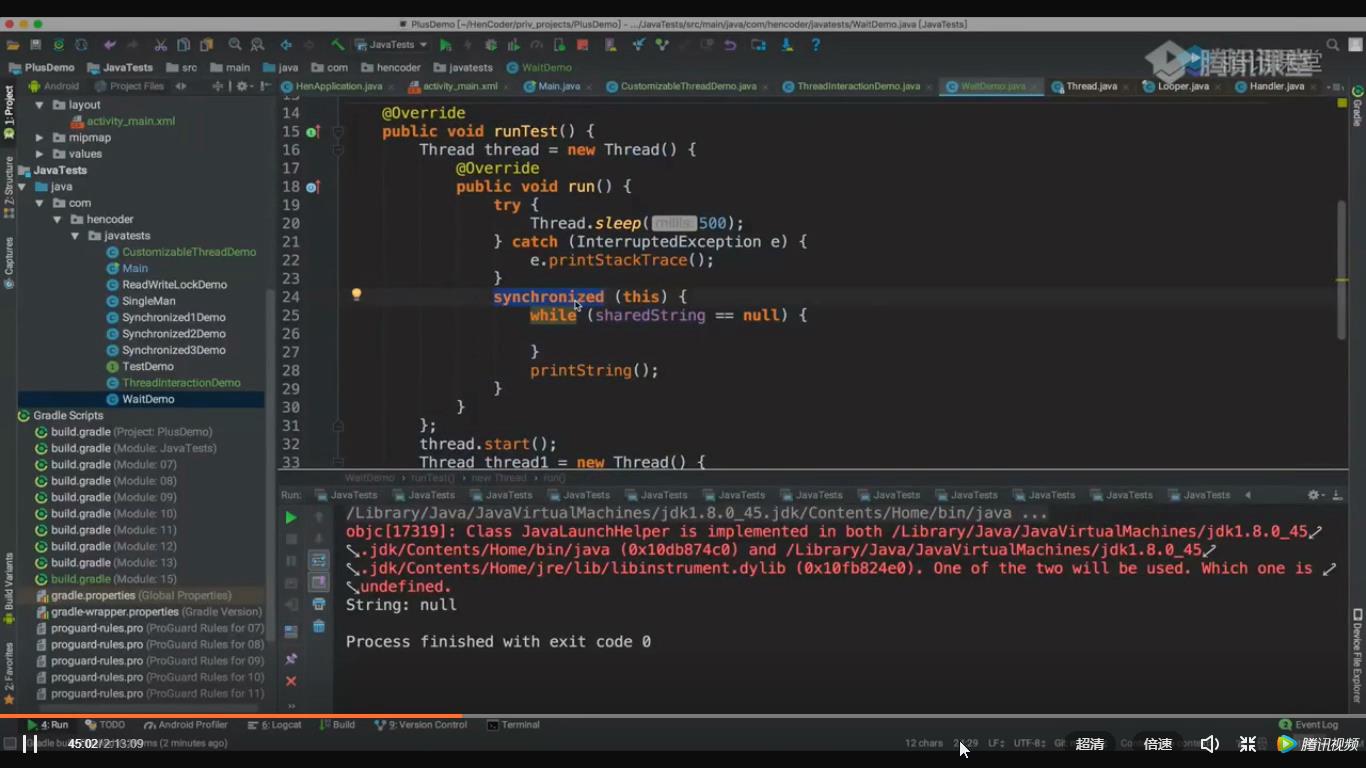 PlusDemo [~/HenCoder/priv_projects/PlusDemo] - .../JavaTests/src/main/java/com/hencoder/javatests/WaitDemo.java [JavaTests]
JavaTests
PlusDemo JavaTests src main java com hencoder javatests WaitDemo
腾讯课堂
Android Project Files
HenApplication.java activity_main.xml Main.java CustomizableThreadDemo.java ThreadInteractionDemo.java WaitDemo.java Thread.java Looper.java Handler.java
1: Project
Z: Structure
Captures
Build Variants
2: Favorites
Gradle
Device File Explorer
layout
activity_main.xml
mipmap
values
JavaTests
java
com
hencoder
javatests
CustomizableThreadDemo
Main
ReadWriteLockDemo
SingleMan
Synchronized1Demo
Synchronized2Demo
Synchronized3Demo
TestDemo
ThreadInteractionDemo
WaitDemo
Gradle Scripts
build.gradle (Project: PlusDemo)
build.gradle (Module: JavaTests)
build.gradle (Module: 07)
build.gradle (Module: 08)
build.gradle (Module: 09)
build.gradle (Module: 10)
build.gradle (Module: 11)
build.gradle (Module: 12)
build.gradle (Module: 13)
build.gradle (Module: 15)
gradle.properties (Global Properties)
gradle-wrapper.properties (Gradle Version)
proguard-rules.pro (ProGuard Rules for 07)
proguard-rules.pro (ProGuard Rules for 08)
proguard-rules.pro (ProGuard Rules for 09)
proguard-rules.pro (ProGuard Rules for 10)
proguard-rules.pro (ProGuard Rules for 11)
14 @Override
15 public void runTest() {
16 Thread thread = new Thread() {
17 @Override
18 public void run() {
19 try {
20 Thread.sleep( millis: 500);
21 } catch (InterruptedException e) {
22 e.printStackTrace();
23 }
24 synchronized (this) {
25 while (sharedString == null) {
26
27 }
28 printString();
29 }
30 }
31 };
32 thread.start();
33 Thread thread1 = new Thread() {
WaitDemo › runTest() › new Thread › run()
Run: JavaTests JavaTests JavaTests JavaTests JavaTests JavaTests JavaTests JavaTests JavaTests JavaTests JavaTests JavaTests
/Library/Java/JavaVirtualMachines/jdk1.8.0_45.jdk/Contents/Home/bin/java ...
objc[17319]: Class JavaLaunchHelper is implemented in both /Library/Java/JavaVirtualMachines/jdk1.8.0_45
.jdk/Contents/Home/bin/java (0x10db874c0) and /Library/Java/JavaVirtualMachines/jdk1.8.0_45
.jdk/Contents/Home/jre/lib/libinstrument.dylib (0x10fb824e0). One of the two will be used. Which one is
undefined.
String: null
Process finished with exit code 0
4: Run TODO Android Profiler 6: Logcat Build 9: Version Control Terminal Event Log
45:02/2:13:09
(2 minutes ago)
12 chars 24:29 LF UTF-8 超清 倍速 腾讯视频